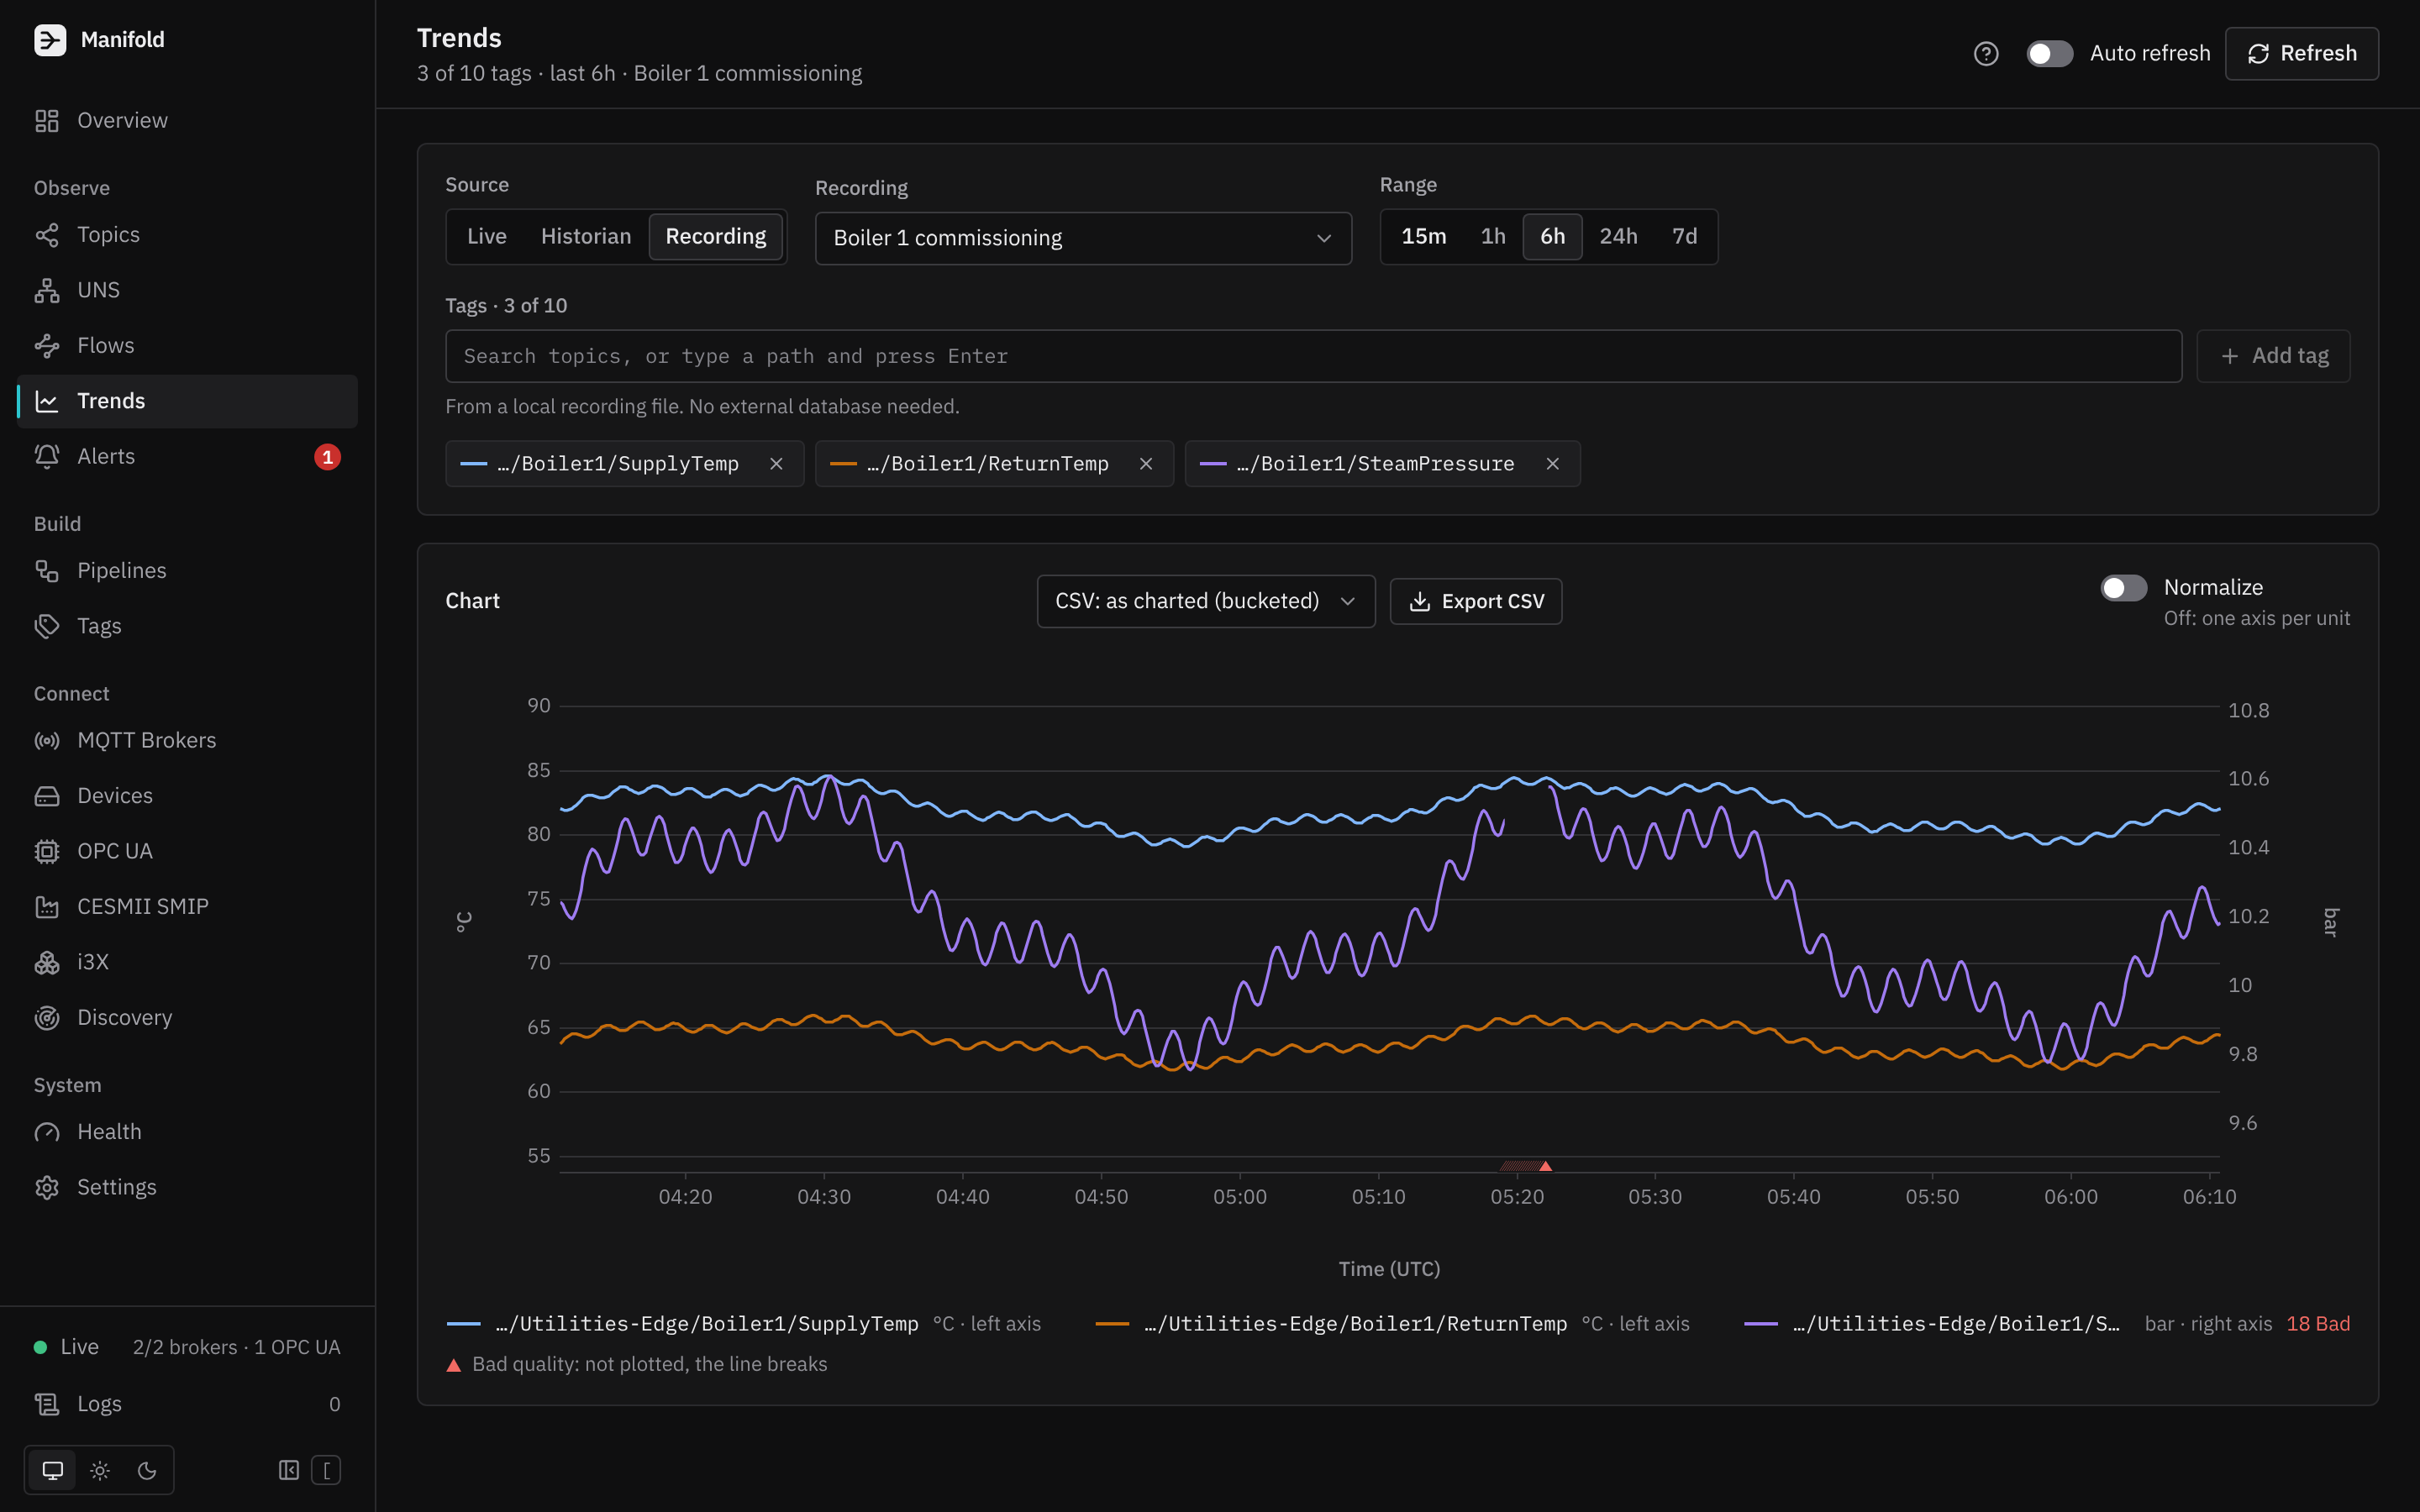 Manifold
Overview
Observe
Topics
UNS
Flows
Trends
Alerts 1
Build
Pipelines
Tags
Connect
MQTT Brokers
Devices
OPC UA
CESMII SMIP
i3X
Discovery
System
Health
Settings
Live 2/2 brokers · 1 OPC UA
Logs 0
[
Trends
3 of 10 tags · last 6h · Boiler 1 commissioning
Auto refresh
Refresh
Source
Live Historian Recording
Recording
Boiler 1 commissioning
Range
15m 1h 6h 24h 7d
Tags · 3 of 10
Search topics, or type a path and press Enter
Add tag
From a local recording file. No external database needed.
…/Boiler1/SupplyTemp
…/Boiler1/ReturnTemp
…/Boiler1/SteamPressure
Chart
CSV: as charted (bucketed)
Export CSV
Normalize
Off: one axis per unit
90
85
80
75
70
65
60
55
°C
10.8
10.6
10.4
10.2
10
9.8
9.6
bar
04:20 04:30 04:40 04:50 05:00 05:10 05:20 05:30 05:40 05:50 06:00 06:10
Time (UTC)
…/Utilities-Edge/Boiler1/SupplyTemp °C · left axis
…/Utilities-Edge/Boiler1/ReturnTemp °C · left axis
…/Utilities-Edge/Boiler1/S… bar · right axis 18 Bad
Bad quality: not plotted, the line breaks